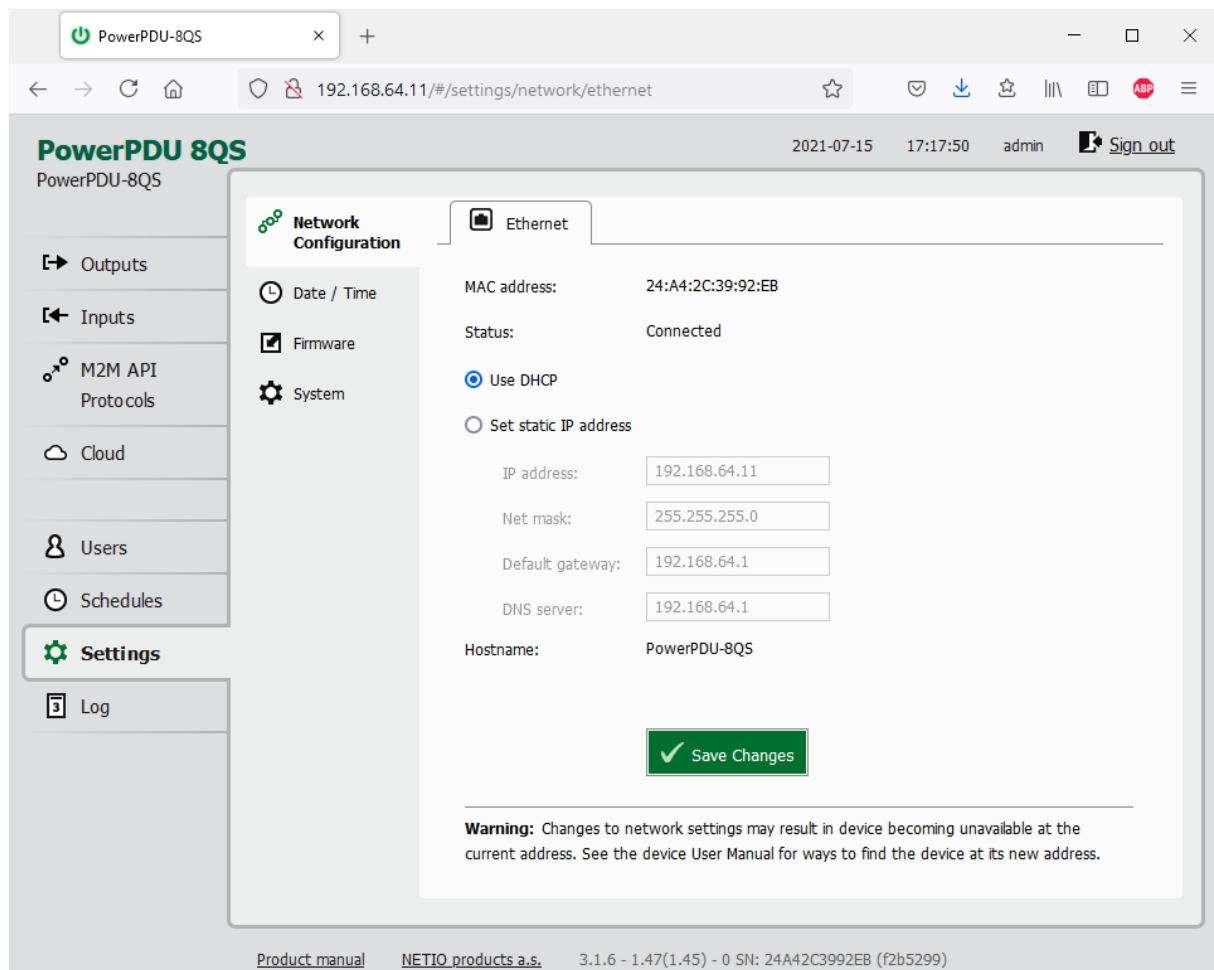 PowerPDU-8QS
192.168.64.11/#/settings/network/ethernet
ABP
PowerPDU 8QS
PowerPDU-8QS
2021-07-15 17:17:50 admin Sign out
Outputs
Inputs
M2M API
Protocols
Cloud
Users
Schedules
Settings
3 Log
Network
Configuration
Date / Time
Firmware
System
Ethernet
MAC address: 24:A4:2C:39:92:EB
Status: Connected
Use DHCP
Set static IP address
IP address: 192.168.64.11
Net mask: 255.255.255.0
Default gateway: 192.168.64.1
DNS server: 192.168.64.1
Hostname: PowerPDU-8QS
Save Changes
Warning: Changes to network settings may result in device becoming unavailable at the
current address. See the device User Manual for ways to find the device at its new address.
Product manual NETIO products a.s. 3.1.6 - 1.47(1.45) - 0 SN: 24A42C3992EB (f2b5299)